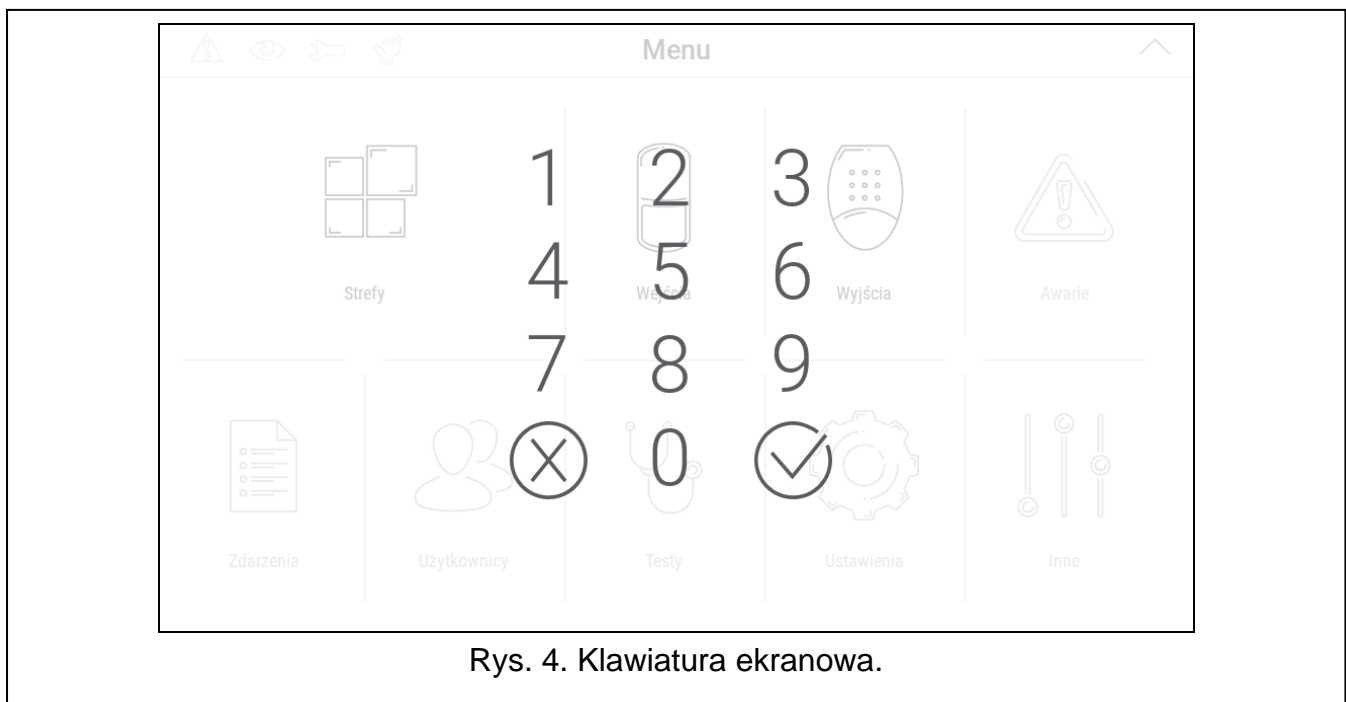 Menu
1 2 3
4 5 6
Strefy Wejścia Wyjścia Awarie
7 8 9
0
Zdarzenia Użytkownicy Testy Ustawienia Inne
Rys. 4. Klawiatura ekranowa.